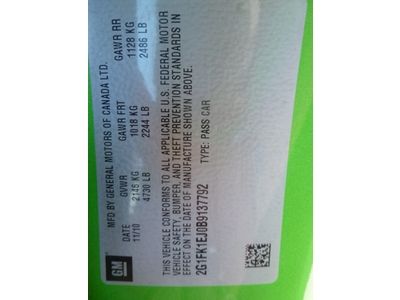 MFD BY GENERAL MOTORS OF CANADA LTD.
DATE GVWR GAWR FRT GAWR RR
11/10 2145 KG 1018 KG 1128 KG
4730 LB 2244 LB 2486 LB
THIS VEHICLE CONFORMS TO ALL APPLICABLE U.S. FEDERAL MOTOR
VEHICLE SAFETY, BUMPER, AND THEFT PREVENTION STANDARDS IN
EFFECT ON THE DATE OF MANUFACTURE SHOWN ABOVE.
TYPE: PASS CAR
2G1FK1EJ0B9137792
GM